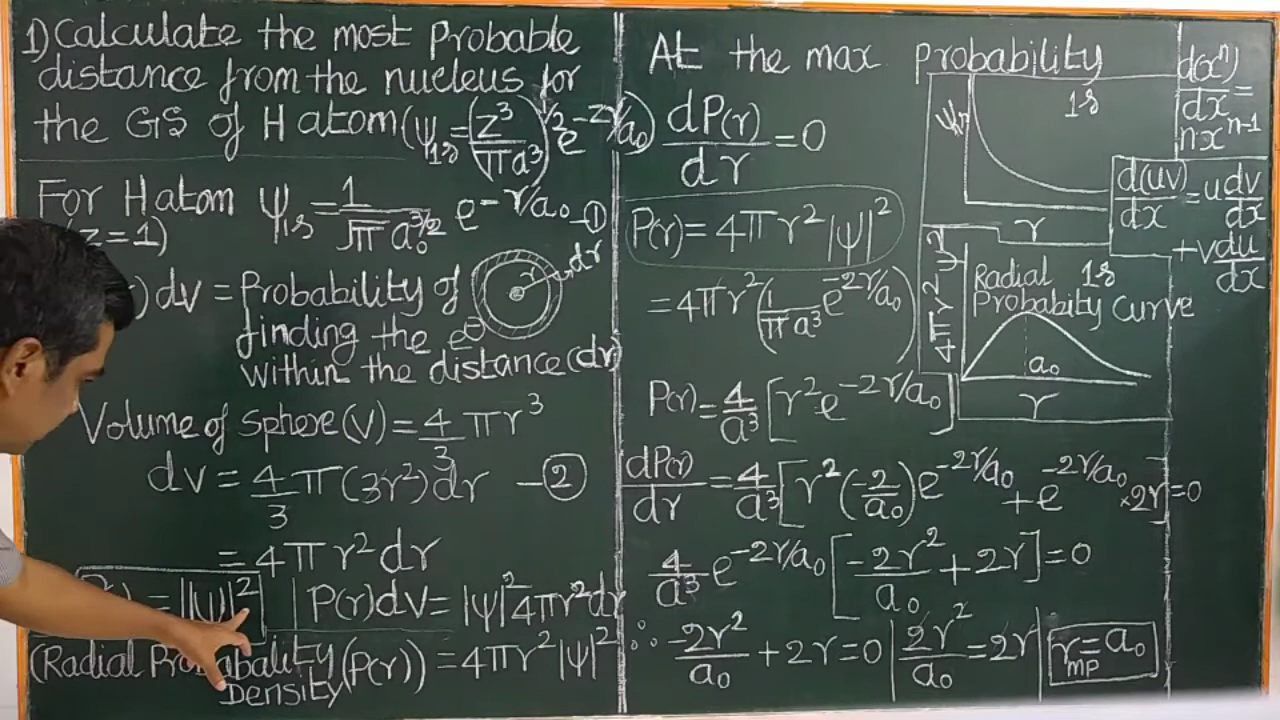 1) Calculate the most Probable
distance from the nucleus for
the GS of H atom (ψ₁ₛ = (z³/πa³)^½ e^(-Zr/a₀))
For H atom ψ₁ₛ = 1/(√π a₀^(3/2)) e^(-r/a₀) -①
z=1)
) dv = Probability of
finding the e⊖
within the distance (dr)
r
dr
Volume of sphere (V) = 4/3 πr³
dv = 4/3 π(3r²)dr -②
= 4πr²dr
) = |ψ|² | P(r)dV = |ψ|² 4πr²dr
(Radial Probabality
Density (P(r)) = 4πr²|ψ|²
At the max probability
dP(r)/dr = 0
P(r) = 4πr² |ψ|²
= 4πr² (1/πa³ e^(-2r/a₀))
P(r) = 4/a³ [r²e^(-2r/a₀)]
dP(r)/dr = 4/a³ [r²(-2/a₀)e^(-2r/a₀) + e^(-2r/a₀) × 2r] = 0
4/a³ e^(-2r/a₀) [-2r²/a₀ + 2r] = 0
∴ -2r²/a₀ + 2r = 0 | 2r²/a₀ = 2r | r_mp = a₀
1s
r
Radial 1s
Probabity Curve
4πr²ψ²
a₀
r
d(xⁿ)/dx =
nx^(n-1)
d(uv)/dx = u dv/dx
+ v du/dx